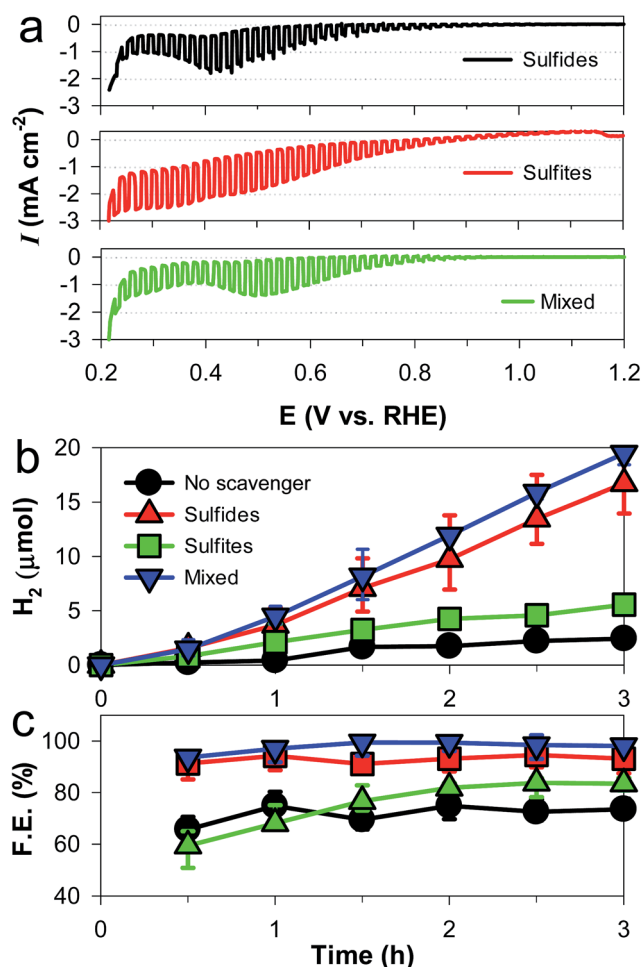 a
0
-1
-2
-3
Sulfides
0
-1
-2
-3
Sulfites
0
-1
-2
-3
Mixed
I (mA cm⁻²)
0.2 0.4 0.6 0.8 1.0 1.2
E (V vs. RHE)
b
20
15
10
5
0
H₂ (μmol)
No scavenger
Sulfides
Sulfites
Mixed
0 1 2 3
c
100
80
60
40
F.E. (%)
0 1 2 3
Time (h)